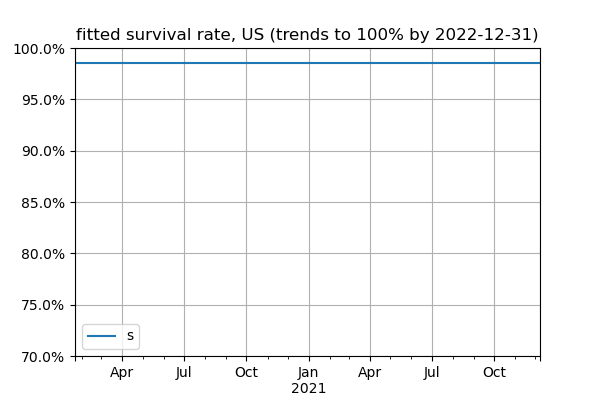 fitted survival rate, US (trends to 100% by 2022-12-31)
100.0%
95.0%
90.0%
85.0%
80.0%
75.0%
70.0%
s
Apr Jul Oct Jan Apr Jul Oct
2021